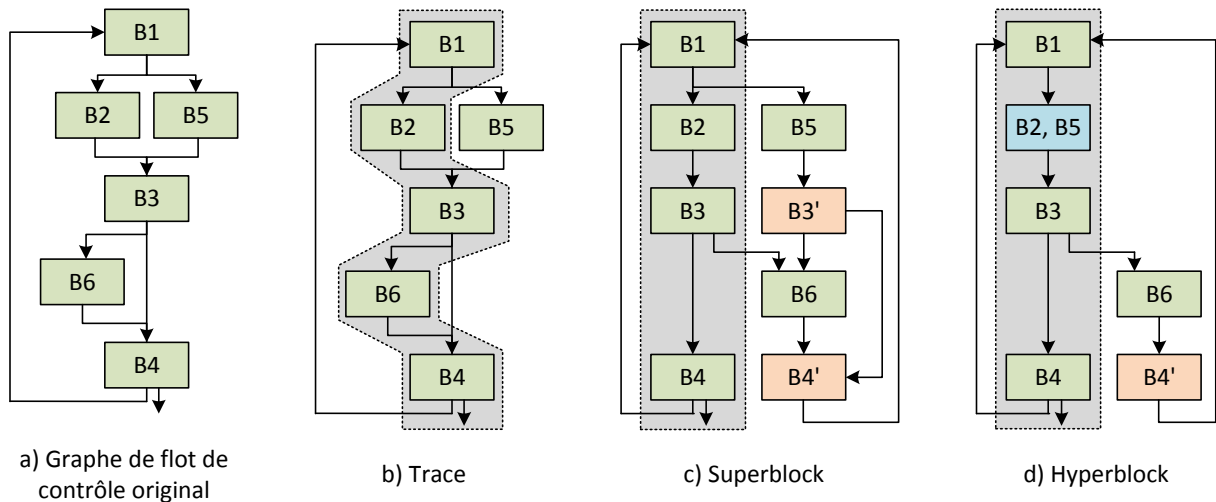 B1
B2
B5
B3
B6
B4
a) Graphe de flot de
contrôle original
B1
B2
B5
B3
B6
B4
b) Trace
B1
B2
B5
B3
B3'
B6
B4
B4'
c) Superblock
B1
B2, B5
B3
B6
B4
B4'
d) Hyperblock